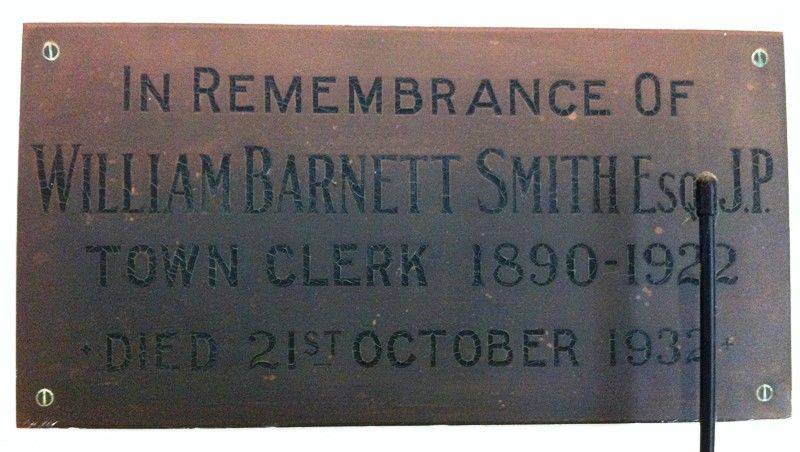 IN REMEMBRANCE OF
WILLIAM BARNETT SMITH ESQ. J.P.
TOWN CLERK 1890-1922
DIED 21ST OCTOBER 1932